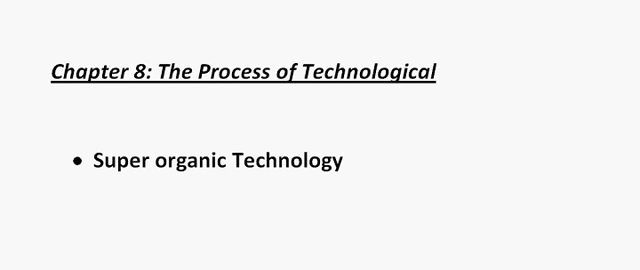 Chapter 8: The Process of Technological
• Super organic Technology